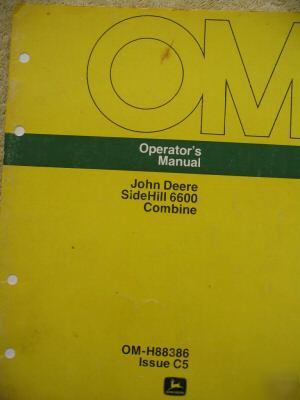 OM
Operator's
Manual
John Deere
SideHill 6600
Combine
OM-H88386
Issue C5